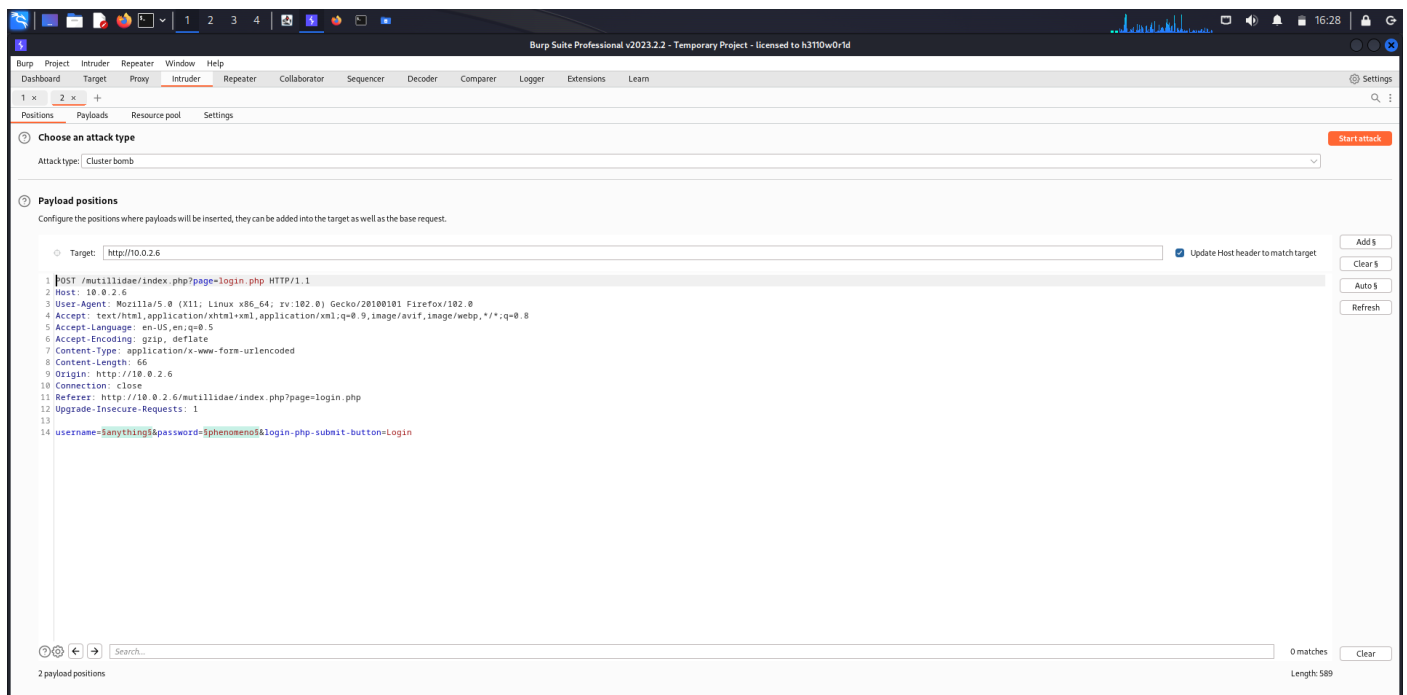 1 2 3 4 16:28
Burp Suite Professional v2023.2.2 - Temporary Project - licensed to h3110w0r1d
Burp Project Intruder Repeater Window Help
Dashboard Target Proxy Intruder Repeater Collaborator Sequencer Decoder Comparer Logger Extensions Learn Settings
1 × 2 × +
Positions Payloads Resource pool Settings
? Choose an attack type Start attack
Attack type: Cluster bomb
? Payload positions
Configure the positions where payloads will be inserted, they can be added into the target as well as the base request.
Add §
Target: http://10.0.2.6 Update Host header to match target
Clear §
Auto §
Refresh
1 POST /mutillidae/index.php?page=login.php HTTP/1.1
2 Host: 10.0.2.6
3 User-Agent: Mozilla/5.0 (X11; Linux x86_64; rv:102.0) Gecko/20100101 Firefox/102.0
4 Accept: text/html,application/xhtml+xml,application/xml;q=0.9,image/avif,image/webp,*/*;q=0.8
5 Accept-Language: en-US,en;q=0.5
6 Accept-Encoding: gzip, deflate
7 Content-Type: application/x-www-form-urlencoded
8 Content-Length: 66
9 Origin: http://10.0.2.6
10 Connection: close
11 Referer: http://10.0.2.6/mutillidae/index.php?page=login.php
12 Upgrade-Insecure-Requests: 1
13
14 username=§anything§&password=§phenomeno§&login-php-submit-button=Login
? Search... 0 matches Clear
2 payload positions Length: 589